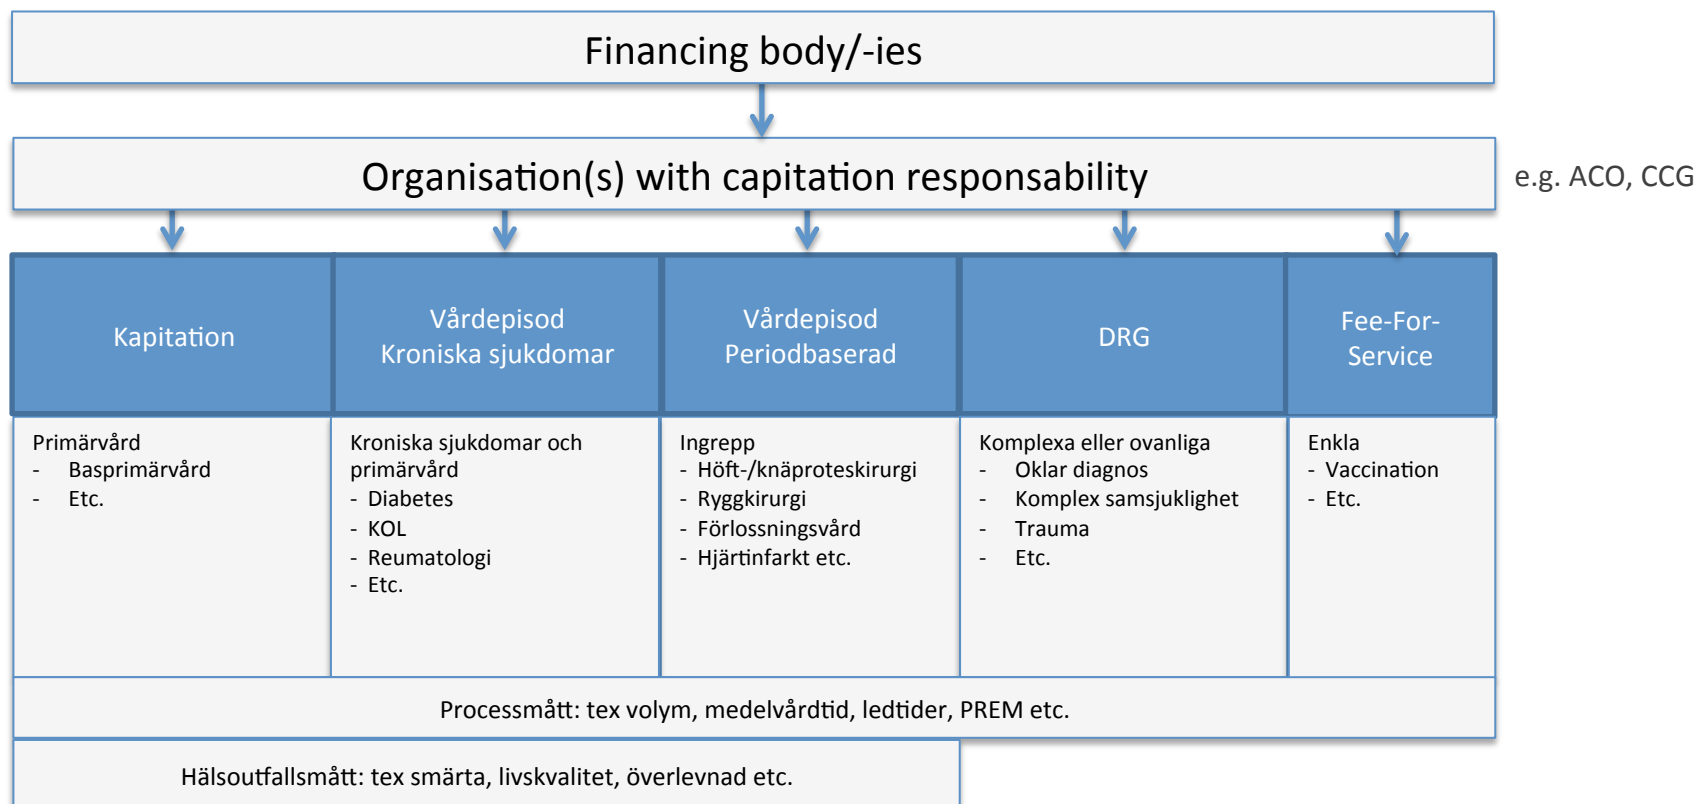 Financing body/-ies
Organisation(s) with capitation responsability
e.g. ACO, CCG
Kapitation
Vårdepisod
Kroniska sjukdomar
Vårdepisod
Periodbaserad
DRG
Fee-For-
Service
Primärvård
- Basprimärvård
- Etc.
Kroniska sjukdomar och
primärvård
- Diabetes
- KOL
- Reumatologi
- Etc.
Ingrepp
- Höft-/knäproteskirurgi
- Ryggkirurgi
- Förlossningsvård
- Hjärtinfarkt etc.
Komplexa eller ovanliga
- Oklar diagnos
- Komplex samsjuklighet
- Trauma
- Etc.
Enkla
- Vaccination
- Etc.
Processmått: tex volym, medelvårdtid, ledtider, PREM etc.
Hälsoutfallsmått: tex smärta, livskvalitet, överlevnad etc.